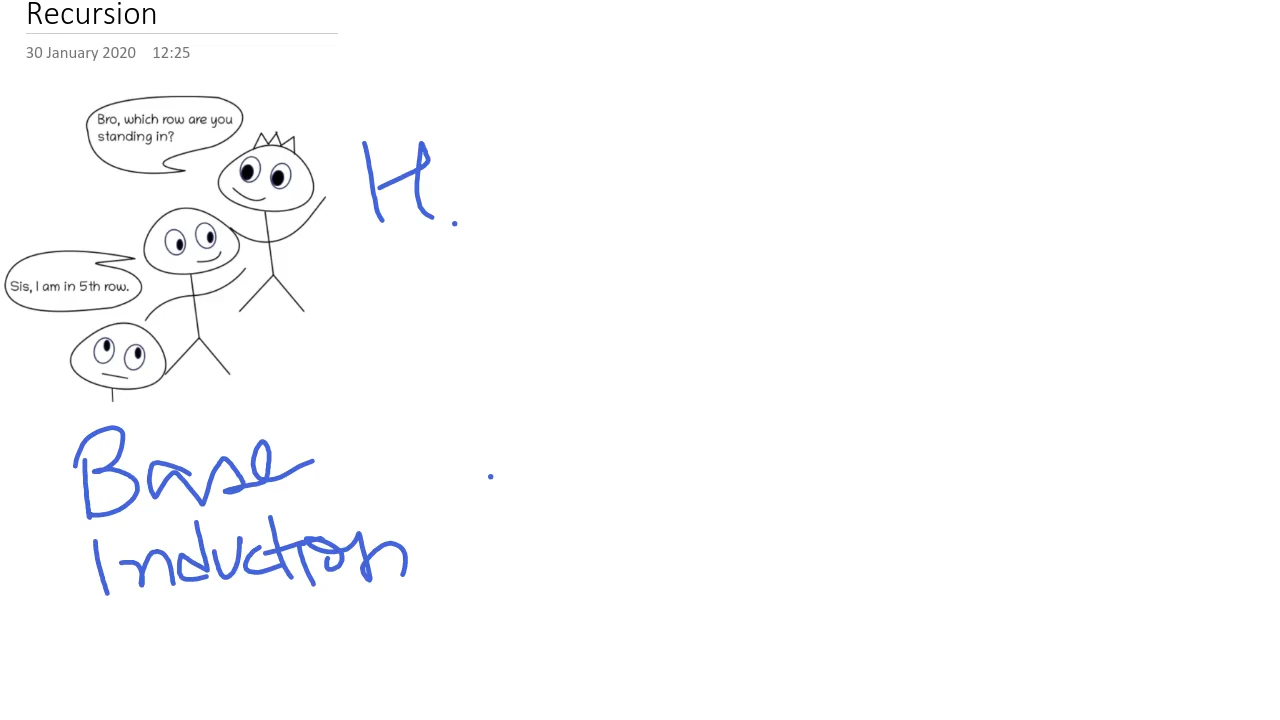 Recursion
30 January 2020 12:25
Bro, which row are you
standing in?
H.
Sis, I am in 5th row.
Base
Induction